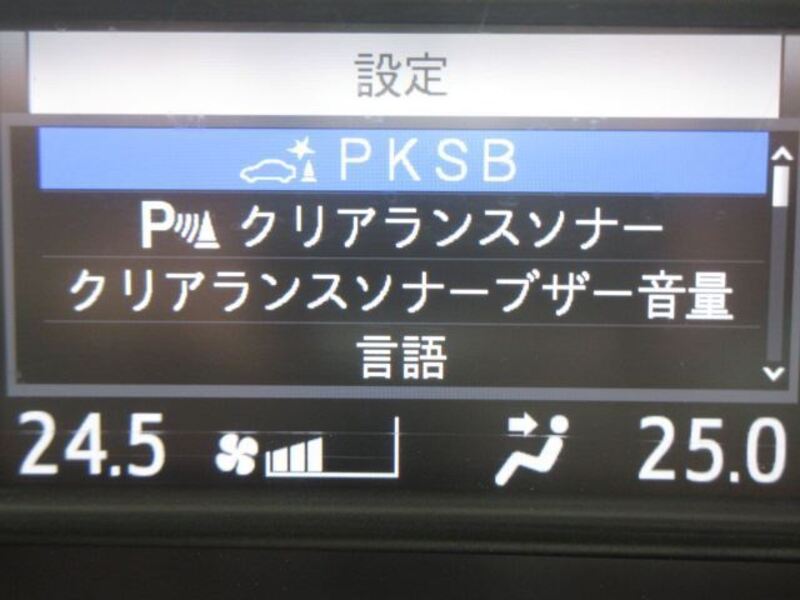 設定
PKSB
P クリアランスソナー
クリアランスソナーブザー音量
言語
24.5 25.0